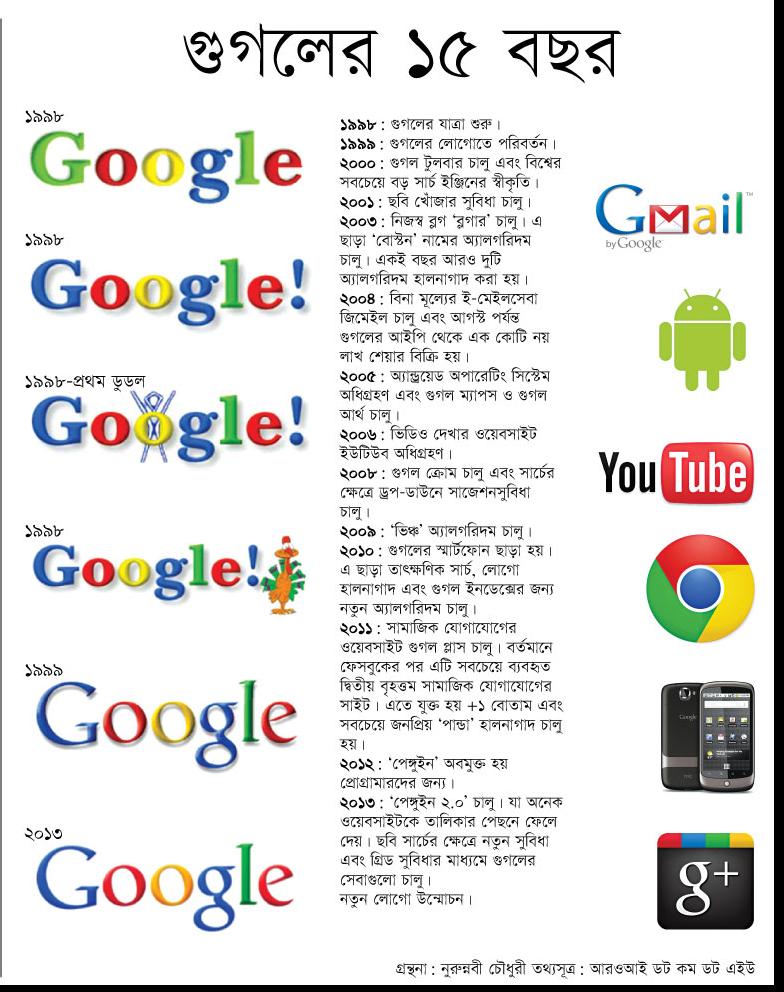 গুগলের ১৫ বছর
১৯৯৮
Google
১৯৯৮
Google!
১৯৯৮-প্রথম ডুডল
Google!
১৯৯৮
Google!
১৯৯৯
Google
২০১৩
Google
১৯৯৮ : গুগলের যাত্রা শুরু।
১৯৯৯ : গুগলের লোগোতে পরিবর্তন।
২০০০ : গুগল টুলবার চালু এবং বিশ্বের
সবচেয়ে বড় সার্চ ইঞ্জিনের স্বীকৃতি।
২০০১ : ছবি খোঁজার সুবিধা চালু।
২০০৩ : নিজস্ব ব্লগ ‘ব্লগার’ চালু। এ
ছাড়া ‘বোস্টন’ নামের অ্যালগরিদম
চালু। একই বছর আরও দুটি
অ্যালগরিদম হালনাগাদ করা হয়।
২০০৪ : বিনা মূল্যের ই-মেইলসেবা
জিমেইল চালু এবং আগস্ট পর্যন্ত
গুগলের আইপি থেকে এক কোটি নয়
লাখ শেয়ার বিক্রি হয়।
২০০৫ : অ্যান্ড্রয়েড অপারেটিং সিস্টেম
অধিগ্রহণ এবং গুগল ম্যাপস ও গুগল
আর্থ চালু।
২০০৬ : ভিডিও দেখার ওয়েবসাইট
ইউটিউব অধিগ্রহণ।
২০০৮ : গুগল ক্রোম চালু এবং সার্চের
ক্ষেত্রে ড্রপ-ডাউনে সাজেশনসুবিধা
চালু।
২০০৯ : ‘ভিঞ্চ’ অ্যালগরিদম চালু।
২০১০ : গুগলের স্মার্টফোন ছাড়া হয়।
এ ছাড়া তাৎক্ষণিক সার্চ, লোগো
হালনাগাদ এবং গুগল ইনডেক্সের জন্য
নতুন অ্যালগরিদম চালু।
২০১১ : সামাজিক যোগাযোগের
ওয়েবসাইট গুগল প্লাস চালু। বর্তমানে
ফেসবুকের পর এটি সবচেয়ে ব্যবহৃত
দ্বিতীয় বৃহত্তম সামাজিক যোগাযোগের
সাইট। এতে যুক্ত হয় +১ বোতাম এবং
সবচেয়ে জনপ্রিয় ‘পান্ডা’ হালনাগাদ চালু
হয়।
২০১২ : ‘পেঙ্গুইন’ অবমুক্ত হয়
প্রোগ্রামারদের জন্য।
২০১৩ : ‘পেঙ্গুইন ২.০’ চালু। যা অনেক
ওয়েবসাইটকে তালিকার পেছনে ফেলে
দেয়। ছবি সার্চের ক্ষেত্রে নতুন সুবিধা
এবং গ্রিড সুবিধার মাধ্যমে গুগলের
সেবাগুলো চালু।
নতুন লোগো উন্মোচন।
Gmail™
by Google
YouTube
Google
g+
গ্রন্থনা : নুরুন্নবী চৌধুরী তথ্যসূত্র : আরওআই ডট কম ডট এইউ